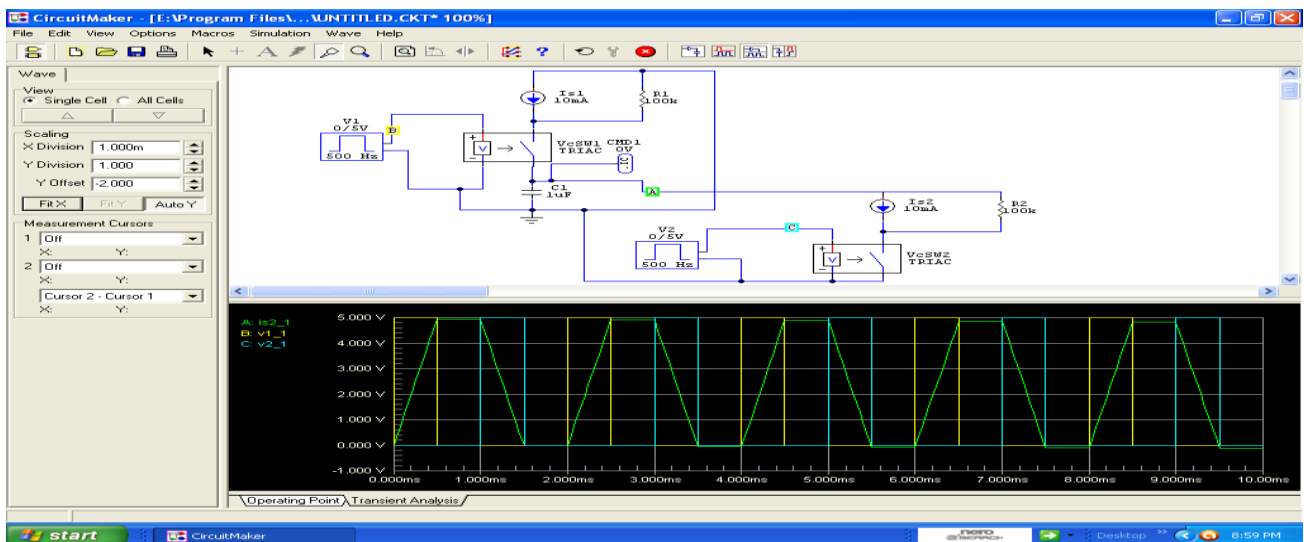 CircuitMaker - [E:\Program Files\...\UNTITLED.CKT* 100%]
File Edit View Options Macros Simulation Wave Help
Wave
View
Single Cell All Cells
Scaling
X Division 1.000m
Y Division 1.000
Y Offset -2.000
Fit X Fit Y Auto Y
Measurement Cursors
1 Off
X: Y:
2 Off
X: Y:
Cursor 2 - Cursor 1
X: Y:
V1
0/5V
500 Hz
B
Is1
10mA
R1
100k
+
V
-
VcSW1
TRIAC
CMD1
0V
.IC
C1
1uF
A
Is2
10mA
R2
100k
V2
0/5V
500 Hz
C
+
V
-
VcSW2
TRIAC
A: is2_1
B: v1_1
C: v2_1
5.000 V
4.000 V
3.000 V
2.000 V
1.000 V
0.000 V
-1.000 V
0.000ms 1.000ms 2.000ms 3.000ms 4.000ms 5.000ms 6.000ms 7.000ms 8.000ms 9.000ms 10.00ms
Operating Point Transient Analysis
start CircuitMaker nero SEARCH Desktop 8:59 PM